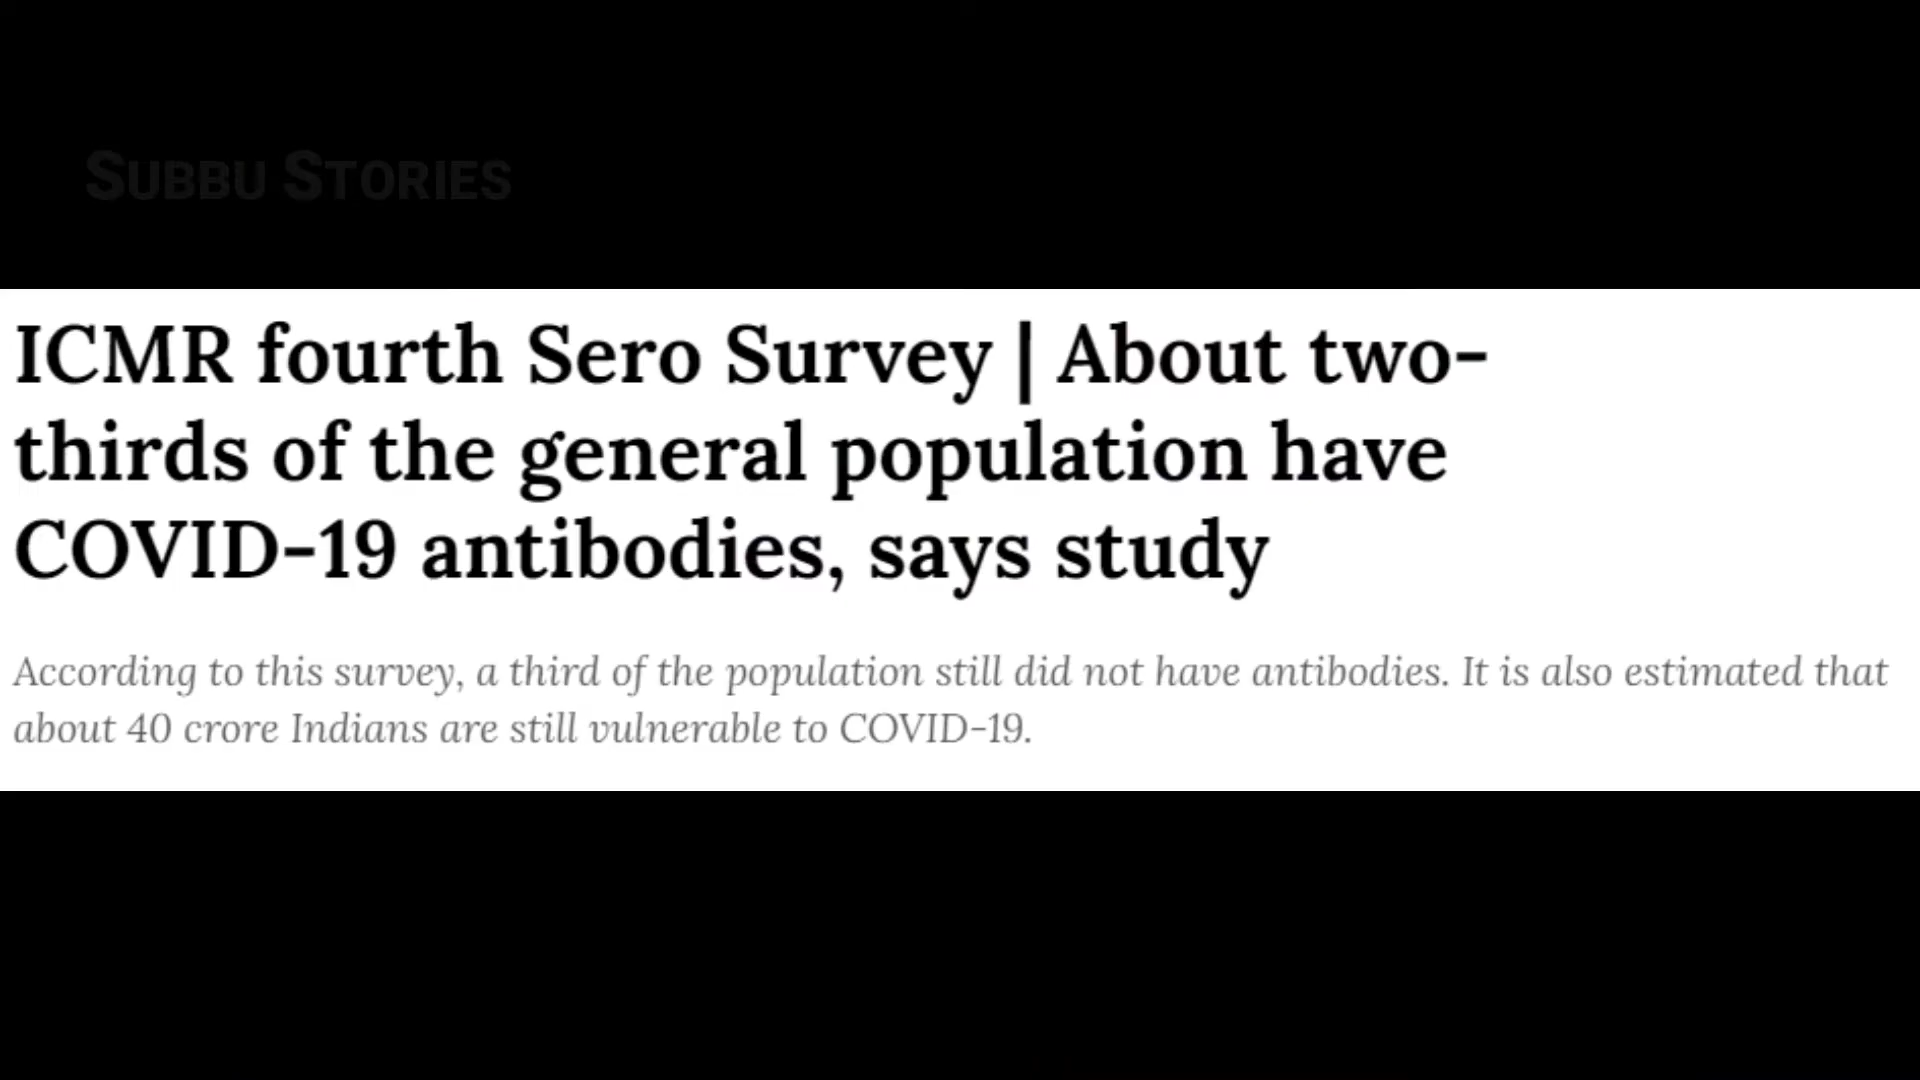 SUBBU STORIES
ICMR fourth Sero Survey | About two-
thirds of the general population have
COVID-19 antibodies, says study
According to this survey, a third of the population still did not have antibodies. It is also estimated that
about 40 crore Indians are still vulnerable to COVID-19.